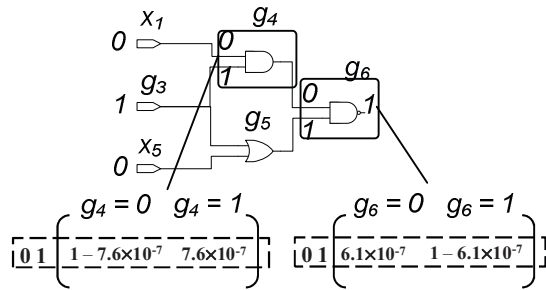 x₁ g₄
0 0
g₃ 1 g₆
1 g₅ 0 1
x₅ 1
0
g₄ = 0 g₄ = 1 g₆ = 0 g₆ = 1
0 1 1 – 7.6×10⁻⁷ 7.6×10⁻⁷ 0 1 6.1×10⁻⁷ 1 – 6.1×10⁻⁷